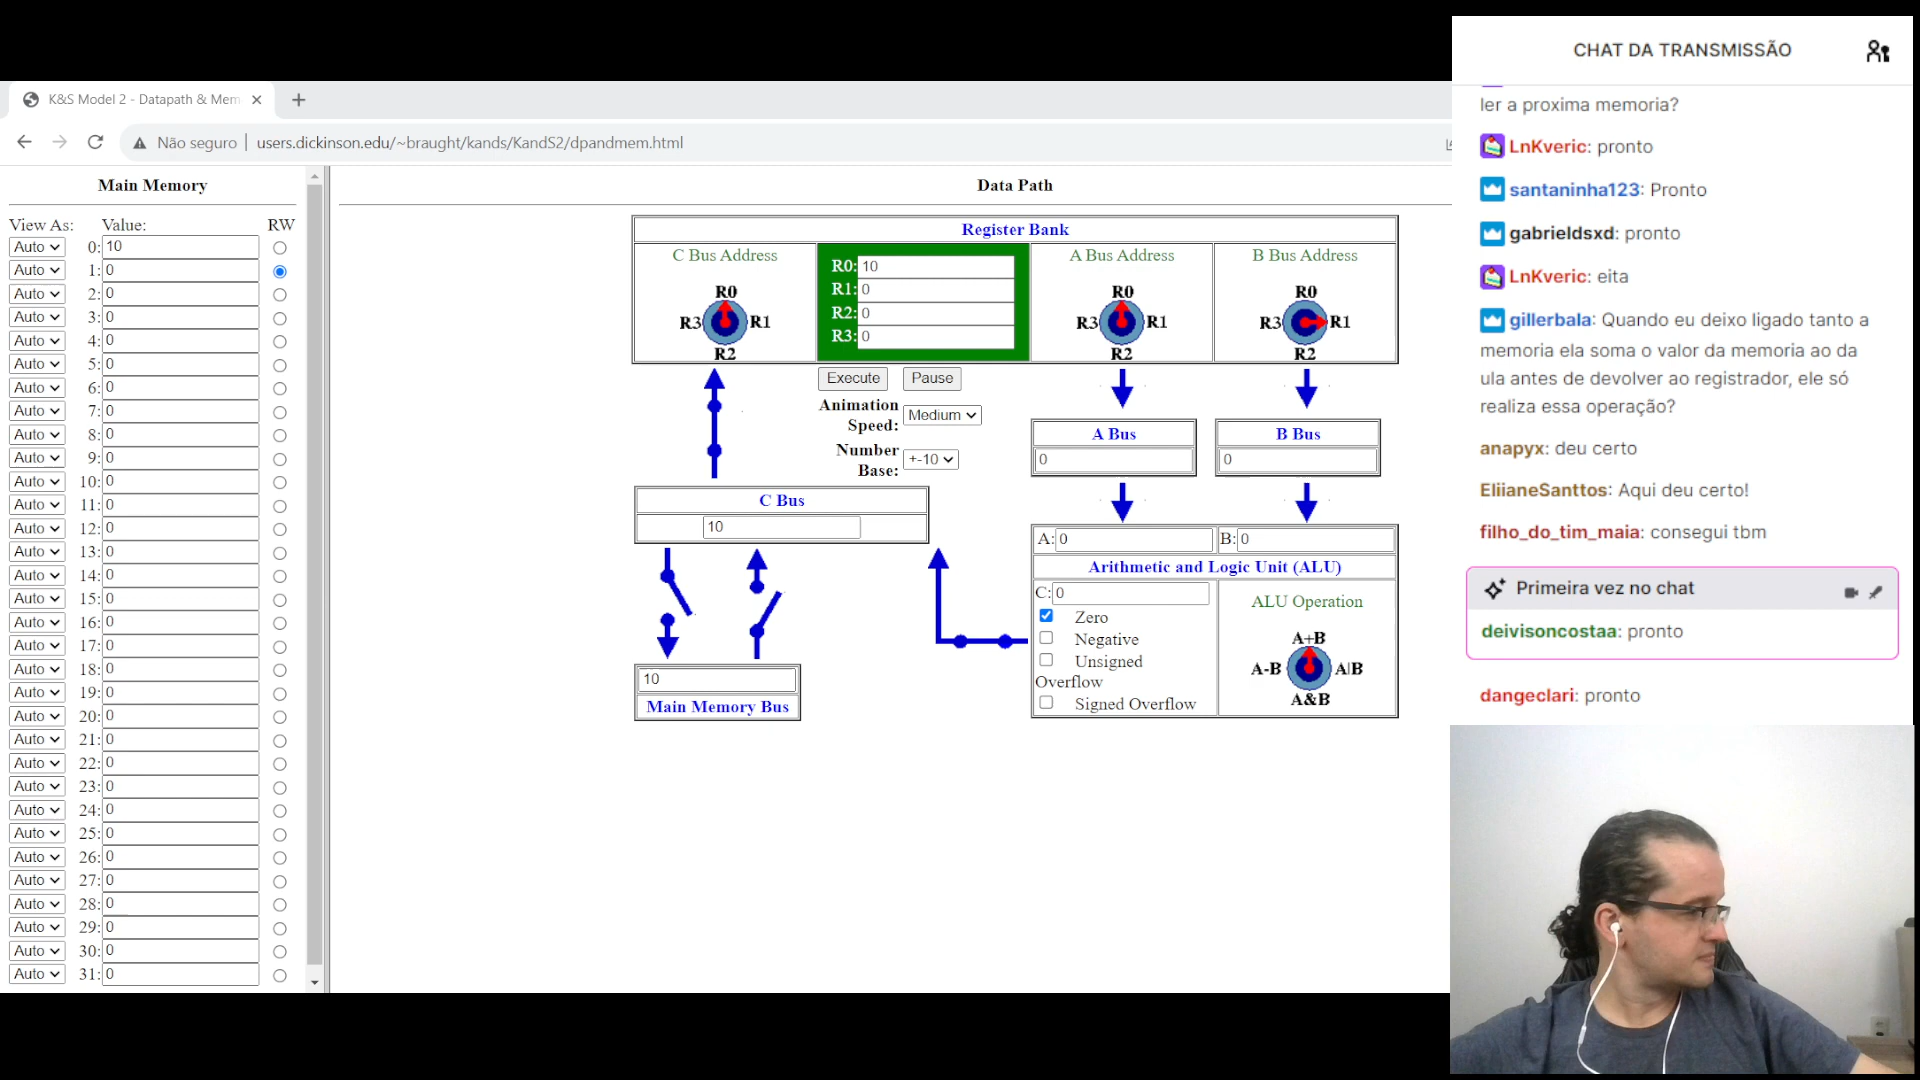 K&S Model 2 - Datapath & Mem
Não seguro
users.dickinson.edu/~braught/kands/KandS2/dpandmem.html
Main Memory
View As: Value: RW
Auto 0: 10
Auto 1: 0
Auto 2: 0
Auto 3: 0
Auto 4: 0
Auto 5: 0
Auto 6: 0
Auto 7: 0
Auto 8: 0
Auto 9: 0
Auto 10: 0
Auto 11: 0
Auto 12: 0
Auto 13: 0
Auto 14: 0
Auto 15: 0
Auto 16: 0
Auto 17: 0
Auto 18: 0
Auto 19: 0
Auto 20: 0
Auto 21: 0
Auto 22: 0
Auto 23: 0
Auto 24: 0
Auto 25: 0
Auto 26: 0
Auto 27: 0
Auto 28: 0
Auto 29: 0
Auto 30: 0
Auto 31: 0
Data Path
Register Bank
C Bus Address
R0
R3 R1
R2
R0: 10
R1: 0
R2: 0
R3: 0
A Bus Address
R0
R3 R1
R2
B Bus Address
R0
R3 R1
R2
Execute Pause
Animation
Speed: Medium
Number
Base: +-10
A Bus
0
B Bus
0
C Bus
10
10
Main Memory Bus
A: 0 B: 0
Arithmetic and Logic Unit (ALU)
C: 0
Zero
Negative
Unsigned
Overflow
Signed Overflow
ALU Operation
A+B
A-B A|B
A&B
CHAT DA TRANSMISSÃO
ler a proxima memoria?
LnKveric: pronto
santaninha123: Pronto
gabrieldsxd: pronto
LnKveric: eita
gillerbala: Quando eu deixo ligado tanto a
memoria ela soma o valor da memoria ao da
ula antes de devolver ao registrador, ele só
realiza essa operação?
anapyx: deu certo
EliianeSanttos: Aqui deu certo!
filho_do_tim_maia: consegui tbm
Primeira vez no chat
deivisoncostaa: pronto
dangeclari: pronto